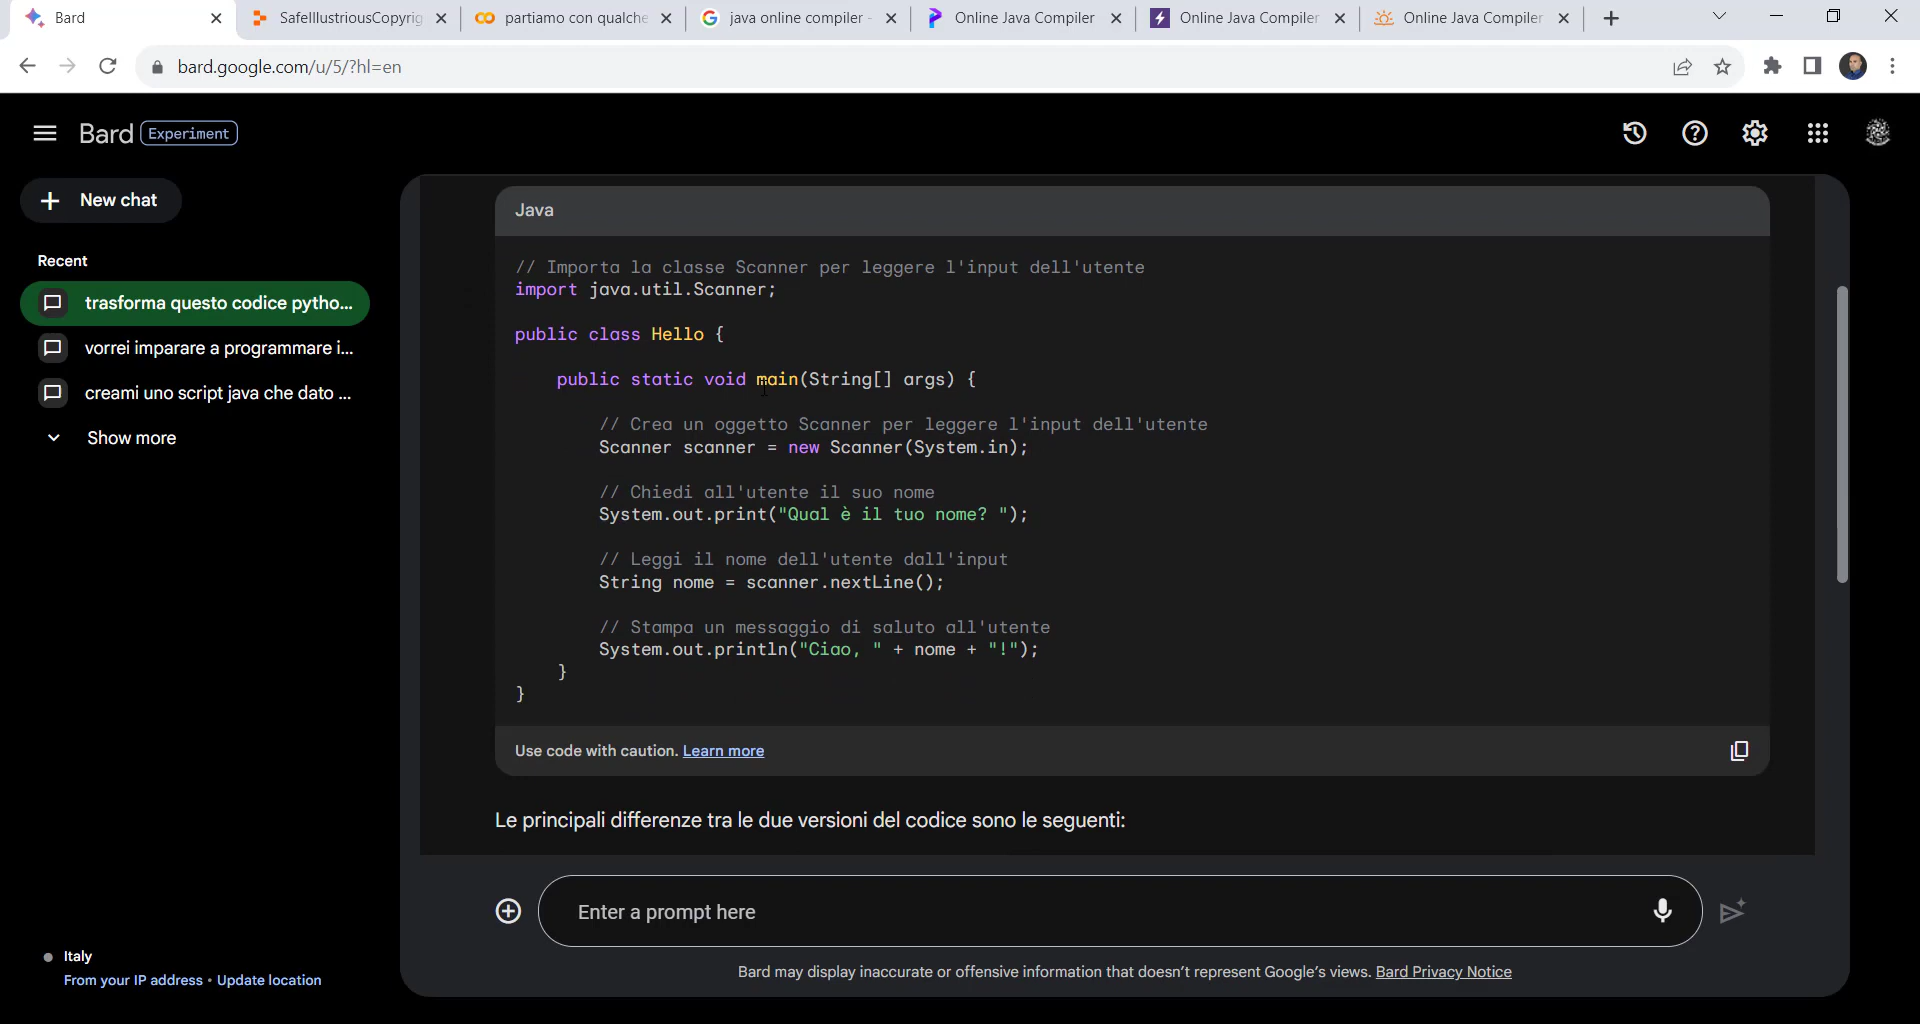 Bard
SafeIllustriousCopyrig
partiamo con qualche
java online compiler -
Online Java Compiler
Online Java Compiler
Online Java Compiler
bard.google.com/u/5/?hl=en
Bard Experiment
New chat
Recent
trasforma questo codice pytho...
vorrei imparare a programmare i...
creami uno script java che dato ...
Show more
Java
// Importa la classe Scanner per leggere l'input dell'utente
import java.util.Scanner;
public class Hello {
public static void main(String[] args) {
// Crea un oggetto Scanner per leggere l'input dell'utente
Scanner scanner = new Scanner(System.in);
// Chiedi all'utente il suo nome
System.out.print("Qual è il tuo nome? ");
// Leggi il nome dell'utente dall'input
String nome = scanner.nextLine();
// Stampa un messaggio di saluto all'utente
System.out.println("Ciao, " + nome + "!");
}
}
Use code with caution. Learn more
Le principali differenze tra le due versioni del codice sono le seguenti:
Enter a prompt here
Italy
From your IP address • Update location
Bard may display inaccurate or offensive information that doesn't represent Google's views. Bard Privacy Notice